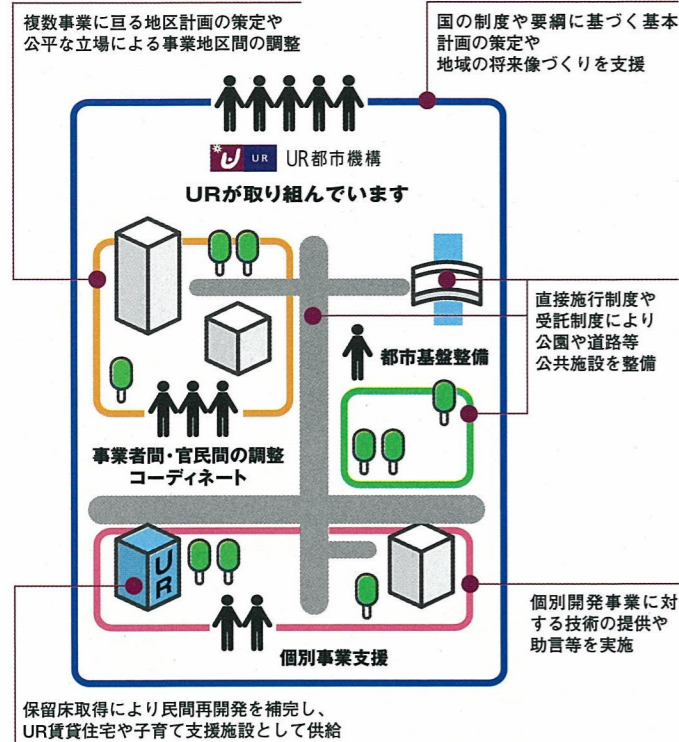 複数事業に亘る地区計画の策定や
公平な立場による事業地区間の調整
国の制度や要綱に基づく基本
計画の策定や
地域の将来像づくりを支援
UR UR都市機構
URが取り組んでいます
直接施行制度や
受託制度により
公園や道路等
公共施設を整備
都市基盤整備
事業者間・官民間の調整
コーディネート
UR
個別開発事業に対
する技術の提供や
助言等を実施
個別事業支援
保留床取得により民間再開発を補完し、
UR賃貸住宅や子育て支援施設として供給